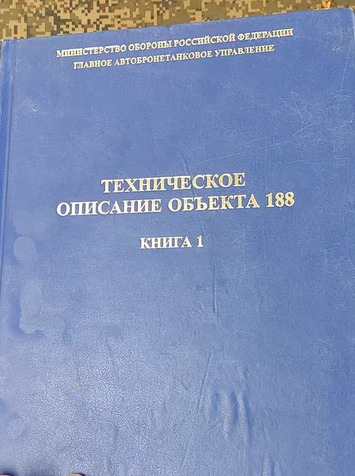 МИНИСТЕРСТВО ОБОРОНЫ РОССИЙСКОЙ ФЕДЕРАЦИИ
ГЛАВНОЕ АВТОБРОНЕТАНКОВОЕ УПРАВЛЕНИЕ
ТЕХНИЧЕСКОЕ
ОПИСАНИЕ ОБЪЕКТА 188
КНИГА 1